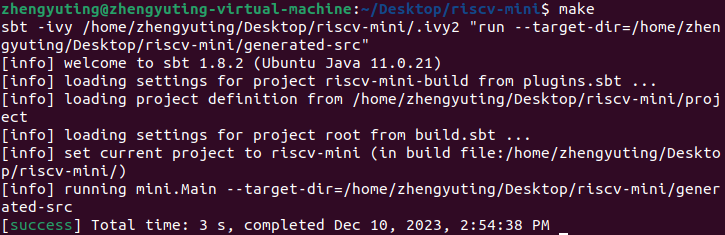 zhengyuting@zhengyuting-virtual-machine:~/Desktop/riscv-mini$ make
sbt -ivy /home/zhengyuting/Desktop/riscv-mini/.ivy2 "run --target-dir=/home/zhen
gyuting/Desktop/riscv-mini/generated-src"
[info] welcome to sbt 1.8.2 (Ubuntu Java 11.0.21)
[info] loading settings for project riscv-mini-build from plugins.sbt ...
[info] loading project definition from /home/zhengyuting/Desktop/riscv-mini/proj
ect
[info] loading settings for project root from build.sbt ...
[info] set current project to riscv-mini (in build file:/home/zhengyuting/Deskto
p/riscv-mini/)
[info] running mini.Main --target-dir=/home/zhengyuting/Desktop/riscv-mini/gener
ated-src
[success] Total time: 3 s, completed Dec 10, 2023, 2:54:38 PM